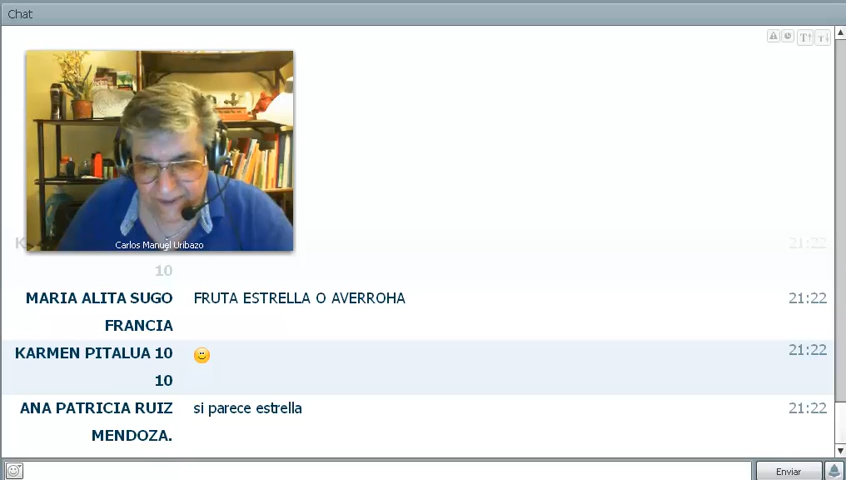 Chat
T↑ T↓
Carlos Manuel Uribazo
K 21:22
10
MARIA ALITA SUGO FRUTA ESTRELLA O AVERROHA 21:22
FRANCIA
KARMEN PITALUA 10 21:22
10
ANA PATRICIA RUIZ si parece estrella 21:22
MENDOZA.
Enviar